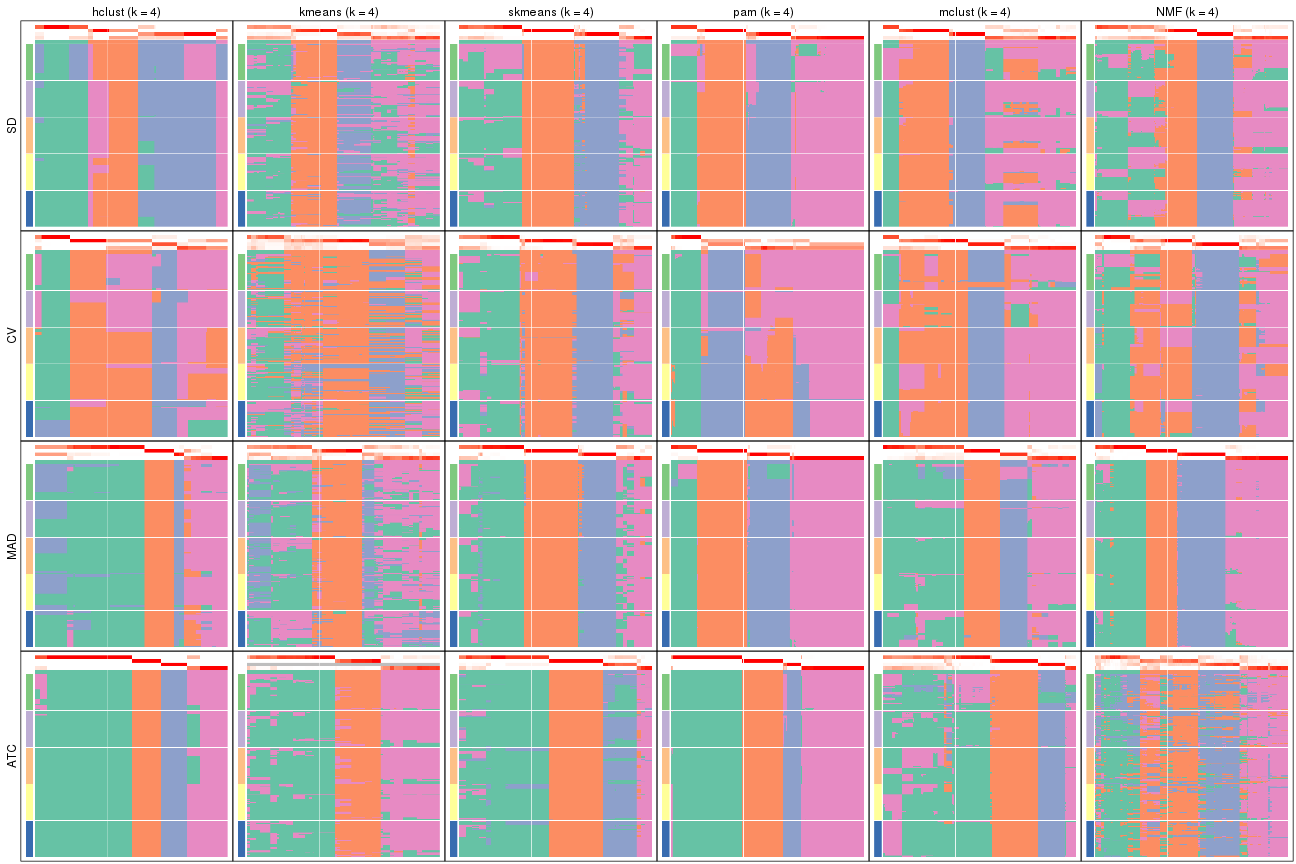 hclust (k = 4) kmeans (k = 4) skmeans (k = 4) pam (k = 4) mclust (k = 4) NMF (k = 4)
SD
CV
MAD
ATC